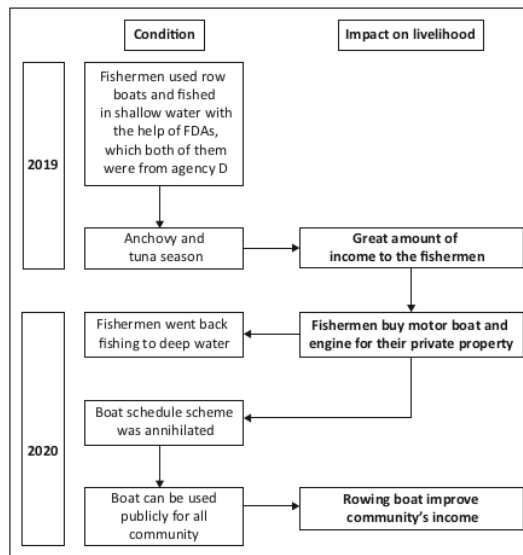 Condition
Impact on livelihood
2019
Fishermen used row
boats and fished
in shallow water with
the help of FDAs,
which both of them
were from agency D
Anchovy and
tuna season
Great amount of
income to the fishermen
2020
Fishermen went back
fishing to deep water
Fishermen buy motor boat and
engine for their private property
Boat schedule scheme
was annihilated
Boat can be used
publicly for all
community
Rowing boat improve
community's income